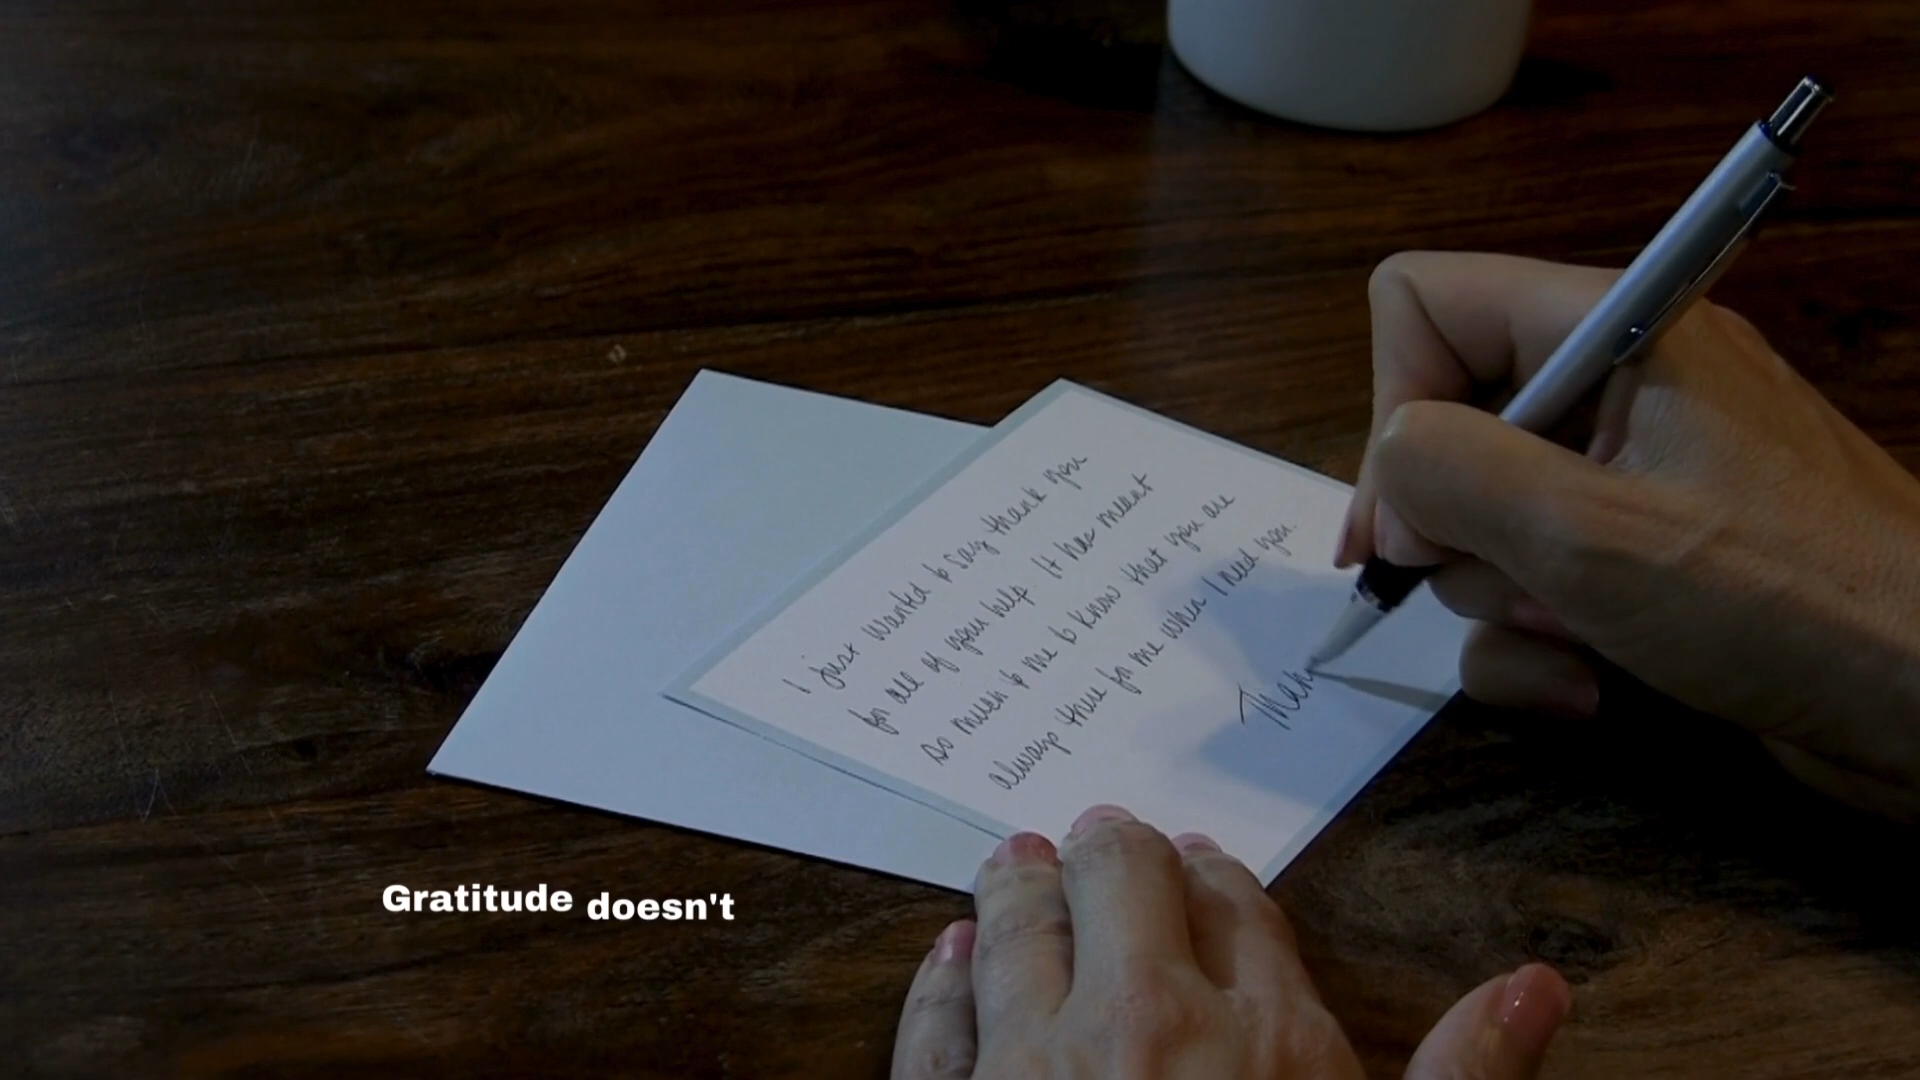 I just wanted to say thank you
for all of your help. It has meant
so much to me to know that you are
always there for me when I need you.
Than
Gratitude doesn't